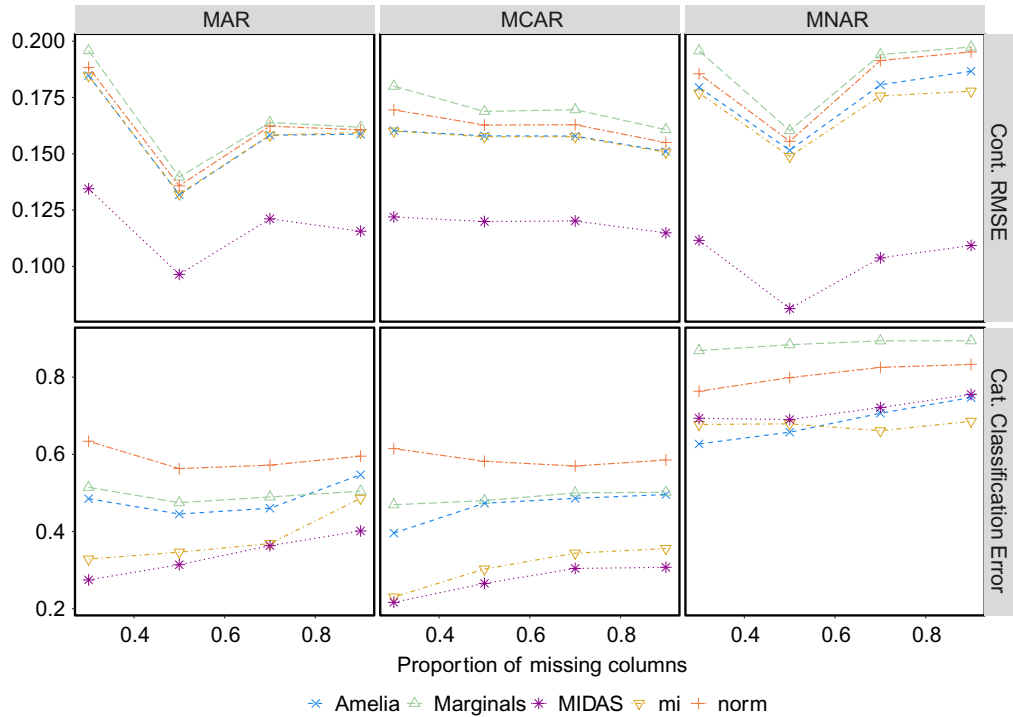 MAR MCAR MNAR
0.200
0.175
0.150
0.125
0.100
Cont. RMSE
0.8
0.6
0.4
0.2
Cat. Classification Error
0.4 0.6 0.8 0.4 0.6 0.8 0.4 0.6 0.8
Proportion of missing columns
Amelia Marginals MIDAS mi norm